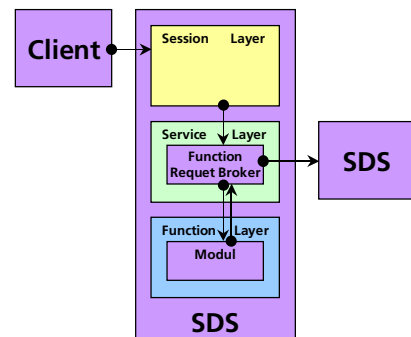 Client
Session Layer
Service Layer
Function
Requet Broker
SDS
Function Layer
Modul
SDS